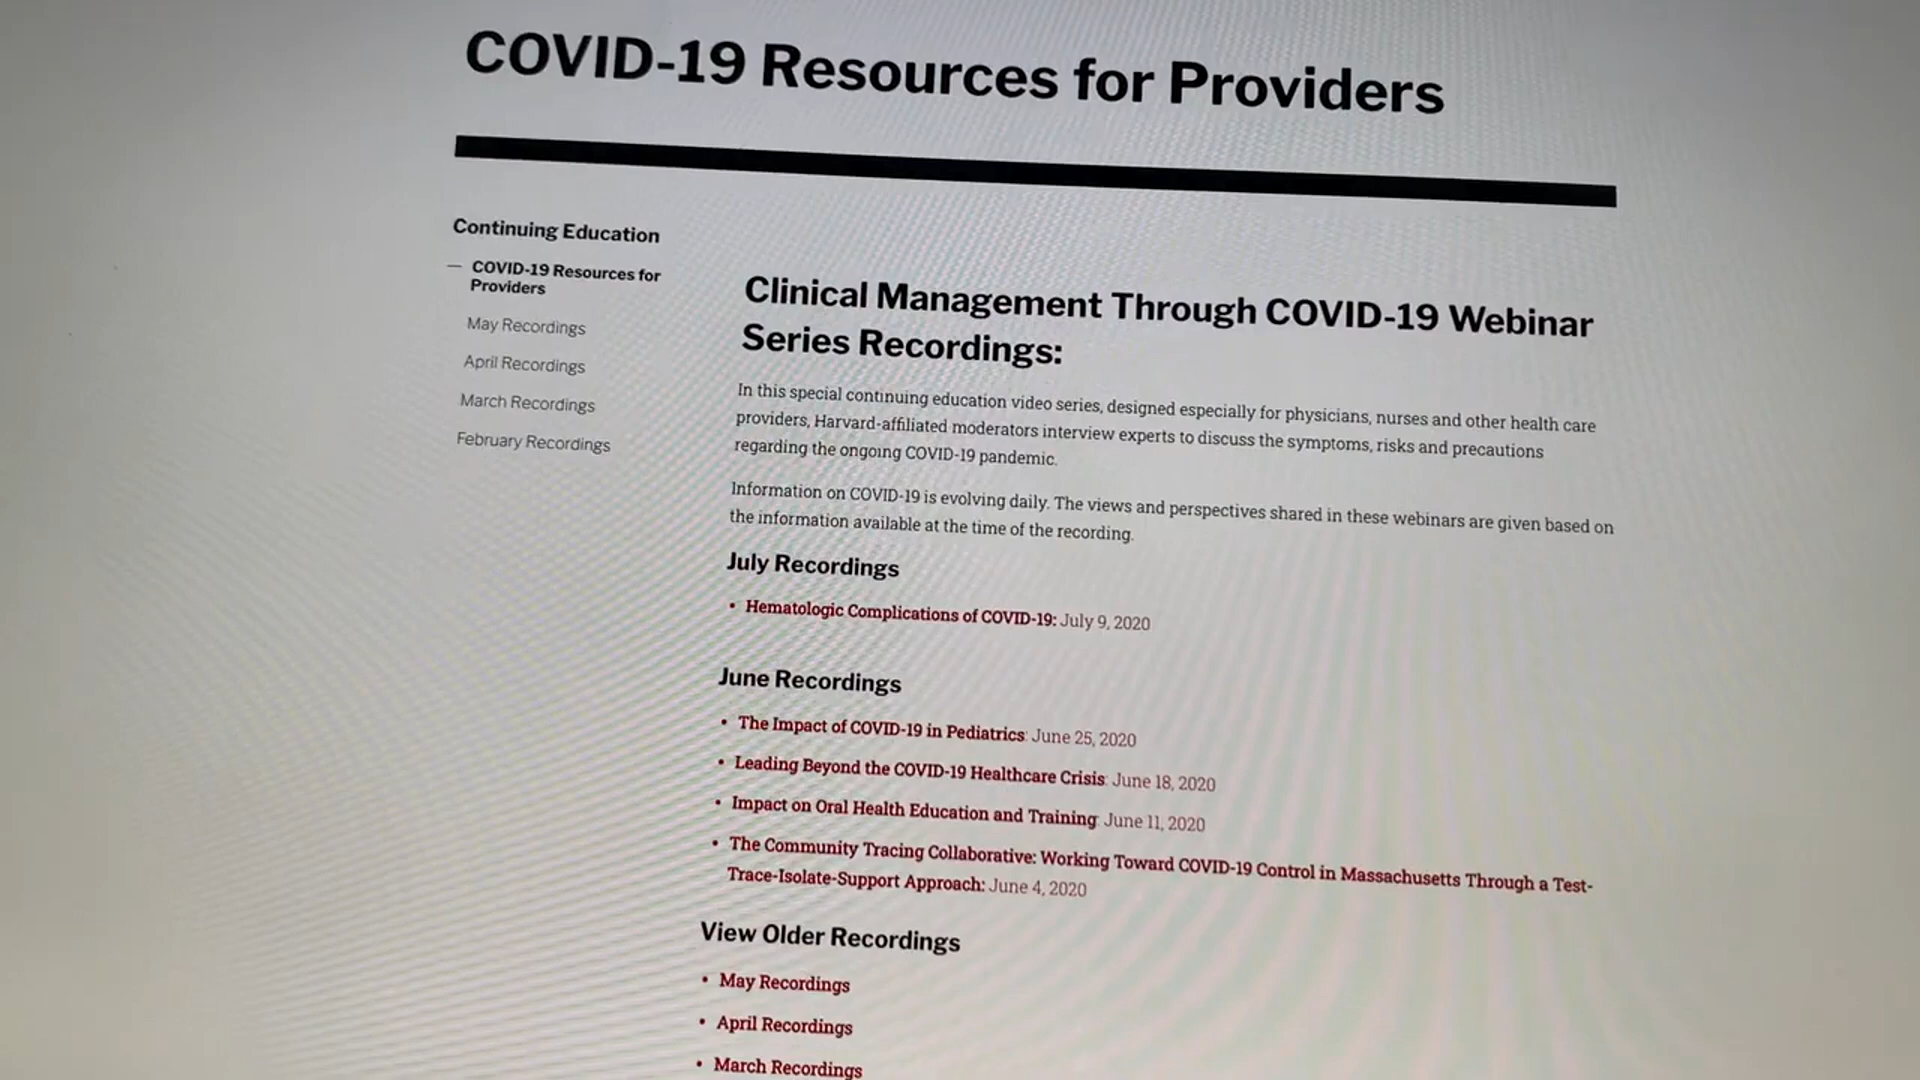 COVID-19 Resources for Providers
Continuing Education
— COVID-19 Resources for
Providers
May Recordings
April Recordings
March Recordings
February Recordings
Clinical Management Through COVID-19 Webinar
Series Recordings:
In this special continuing education video series, designed especially for physicians, nurses and other health care
providers, Harvard-affiliated moderators interview experts to discuss the symptoms, risks and precautions
regarding the ongoing COVID-19 pandemic.
Information on COVID-19 is evolving daily. The views and perspectives shared in these webinars are given based on
the information available at the time of the recording.
July Recordings
• Hematologic Complications of COVID-19: July 9, 2020
June Recordings
• The Impact of COVID-19 in Pediatrics: June 25, 2020
• Leading Beyond the COVID-19 Healthcare Crisis: June 18, 2020
• Impact on Oral Health Education and Training: June 11, 2020
• The Community Tracing Collaborative: Working Toward COVID-19 Control in Massachusetts Through a Test-
Trace-Isolate-Support Approach: June 4, 2020
View Older Recordings
• May Recordings
• April Recordings
• March Recordings